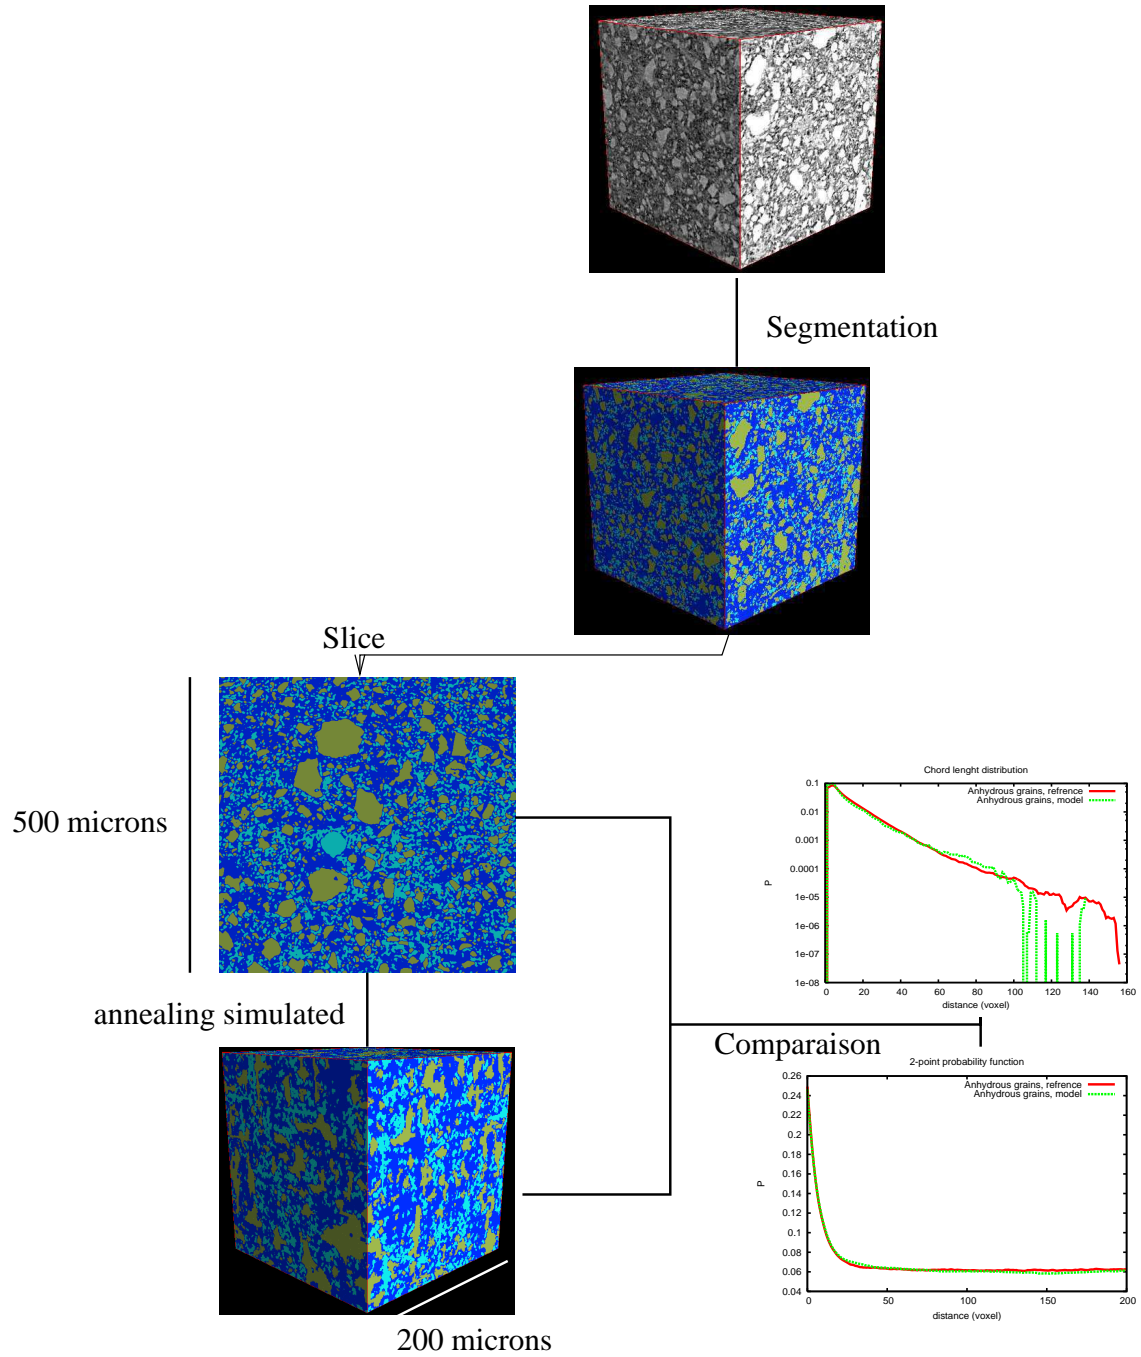 Segmentation
Slice
500 microns
annealing simulated
200 microns
Comparaison
Chord lenght distribution
Anhydrous grains, refrence
Anhydrous grains, model
0.1
0.01
0.001
0.0001
1e-05
1e-06
1e-07
1e-08
P
0 20 40 60 80 100 120 140 160
distance (voxel)
2-point probability function
Anhydrous grains, refrence
Anhydrous grains, model
0.26
0.24
0.22
0.2
0.18
0.16
0.14
0.12
0.1
0.08
0.06
0.04
P
0 50 100 150 200
distance (voxel)